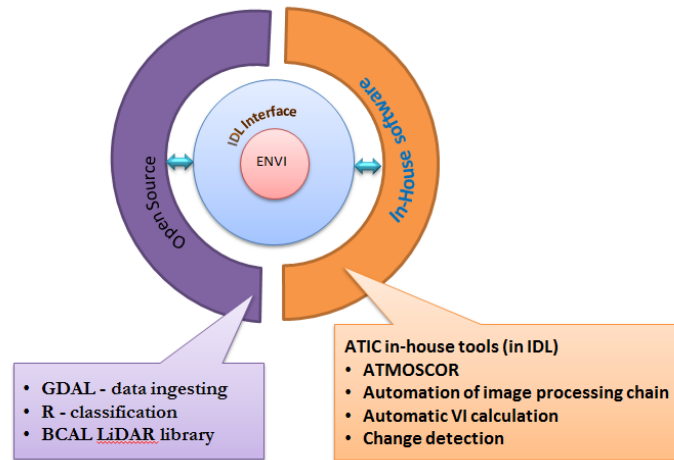 IDL Interface
ENVI
Open Source
In-House software
• GDAL - data ingesting
• R - classification
• BCAL LiDAR library
ATIC in-house tools (in IDL)
• ATMOSCOR
• Automation of image processing chain
• Automatic VI calculation
• Change detection